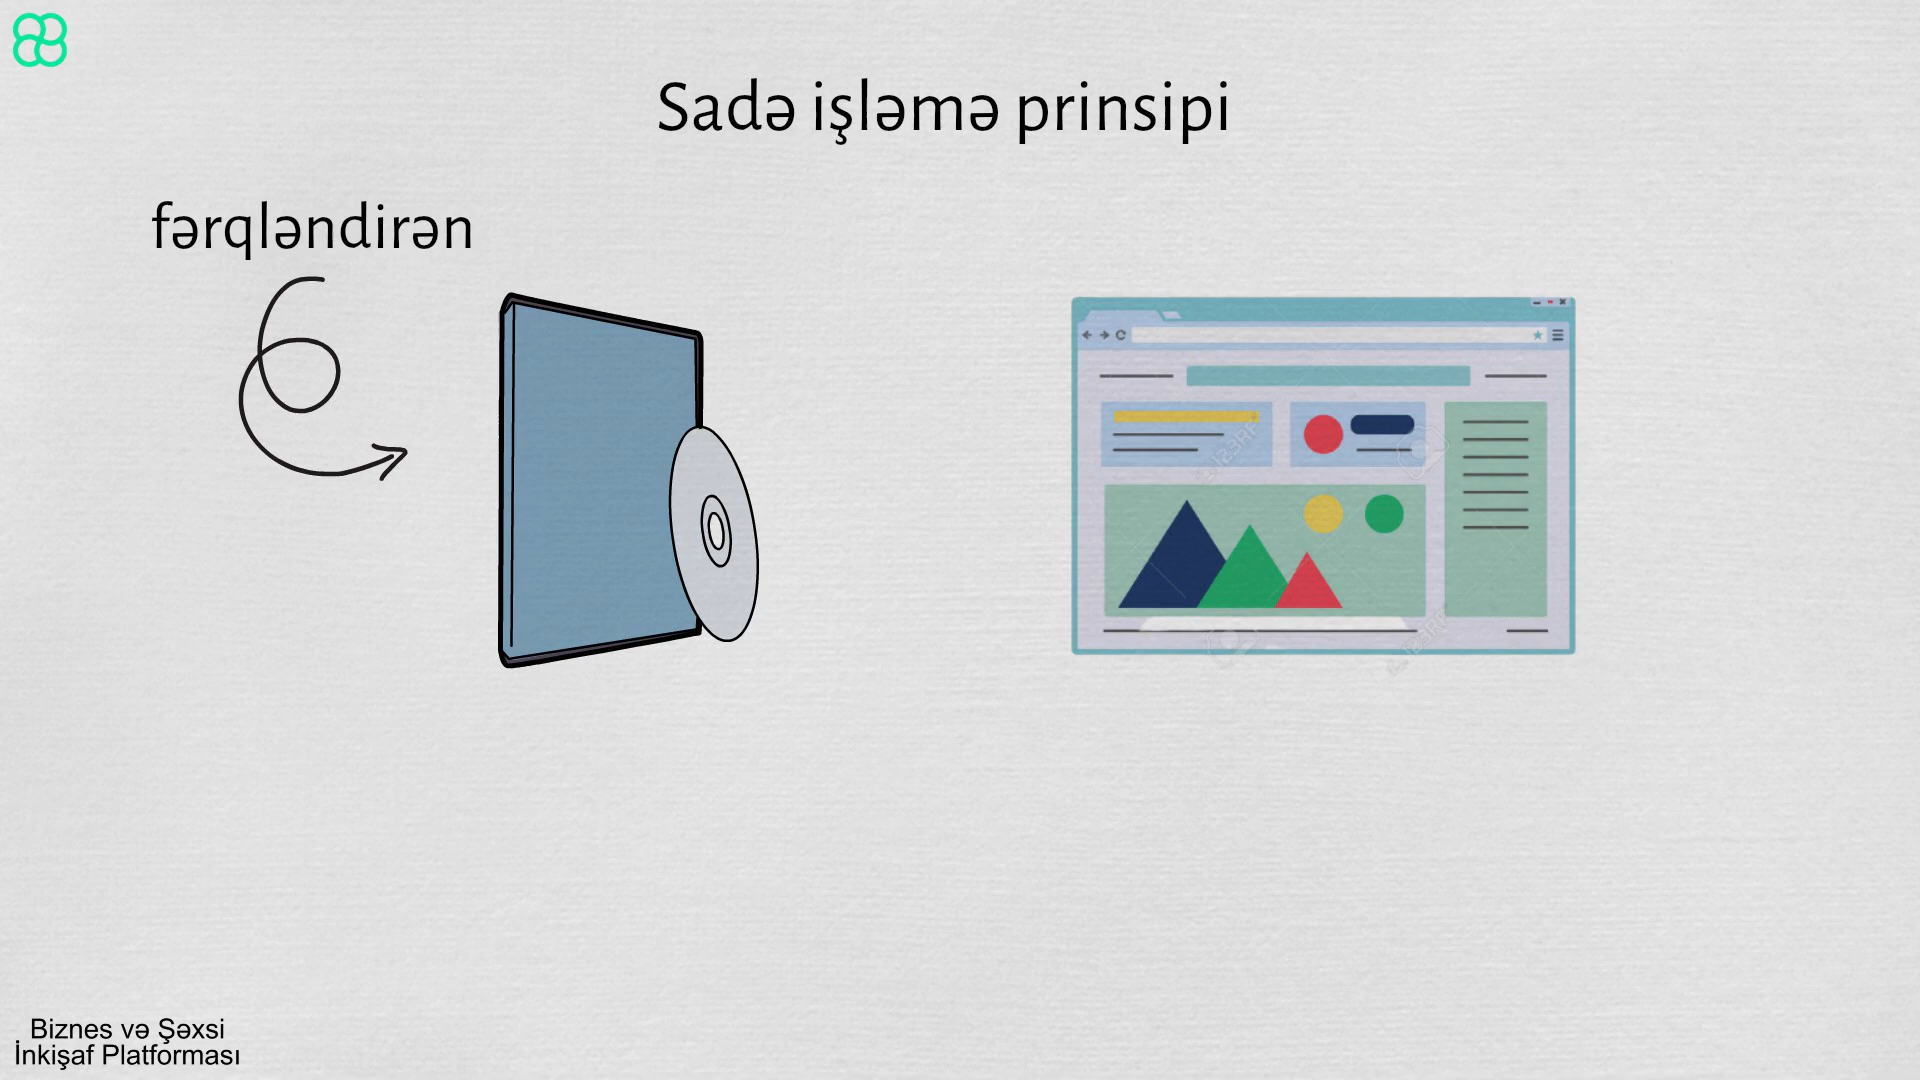 Sadə işləmə prinsipi
fərqləndirən
Biznes və Şəxsi
İnkişaf Platforması